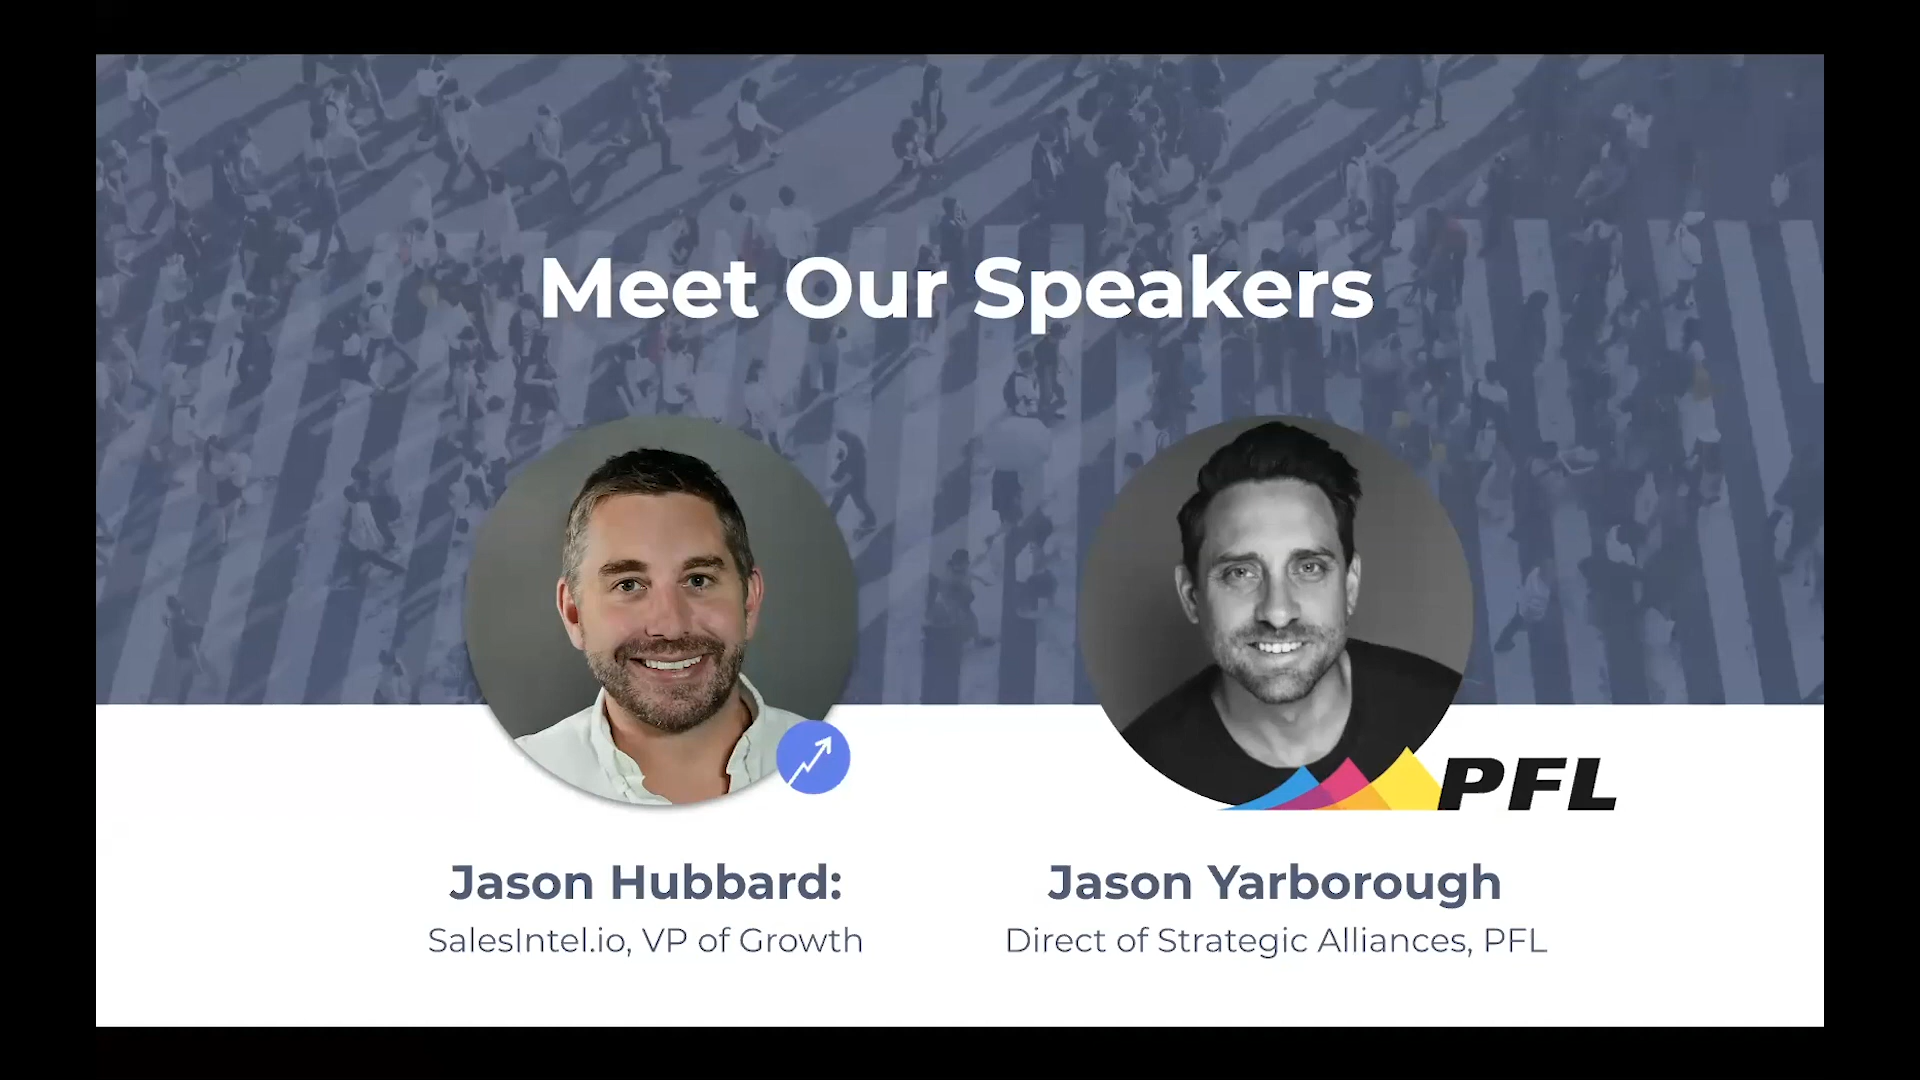 Meet Our Speakers
PFL
Jason Hubbard:
SalesIntel.io, VP of Growth
Jason Yarborough
Direct of Strategic Alliances, PFL